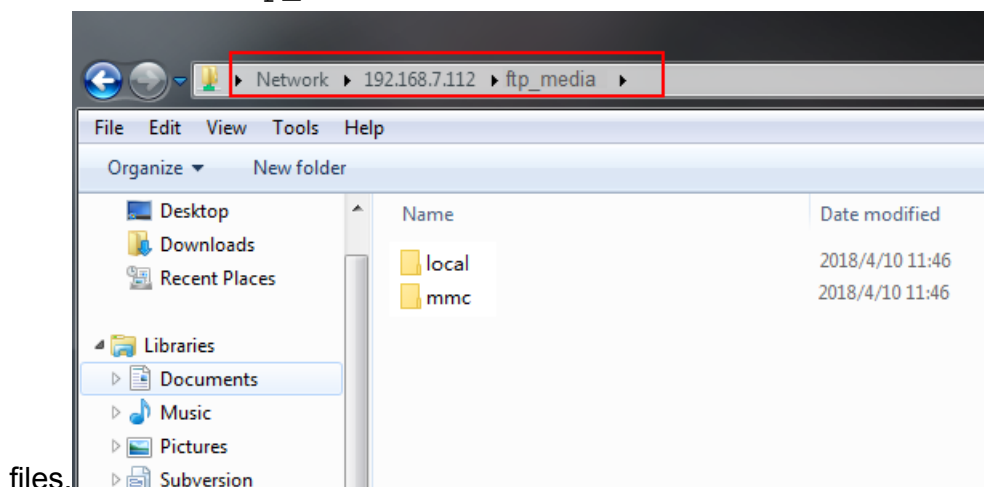 Network 192.168.7.112 ftp_media
File Edit View Tools Help
Organize New folder
Desktop
Downloads
Recent Places
Libraries
Documents
Music
Pictures
Subversion
Name Date modified
local 2018/4/10 11:46
mmc 2018/4/10 11:46
files.